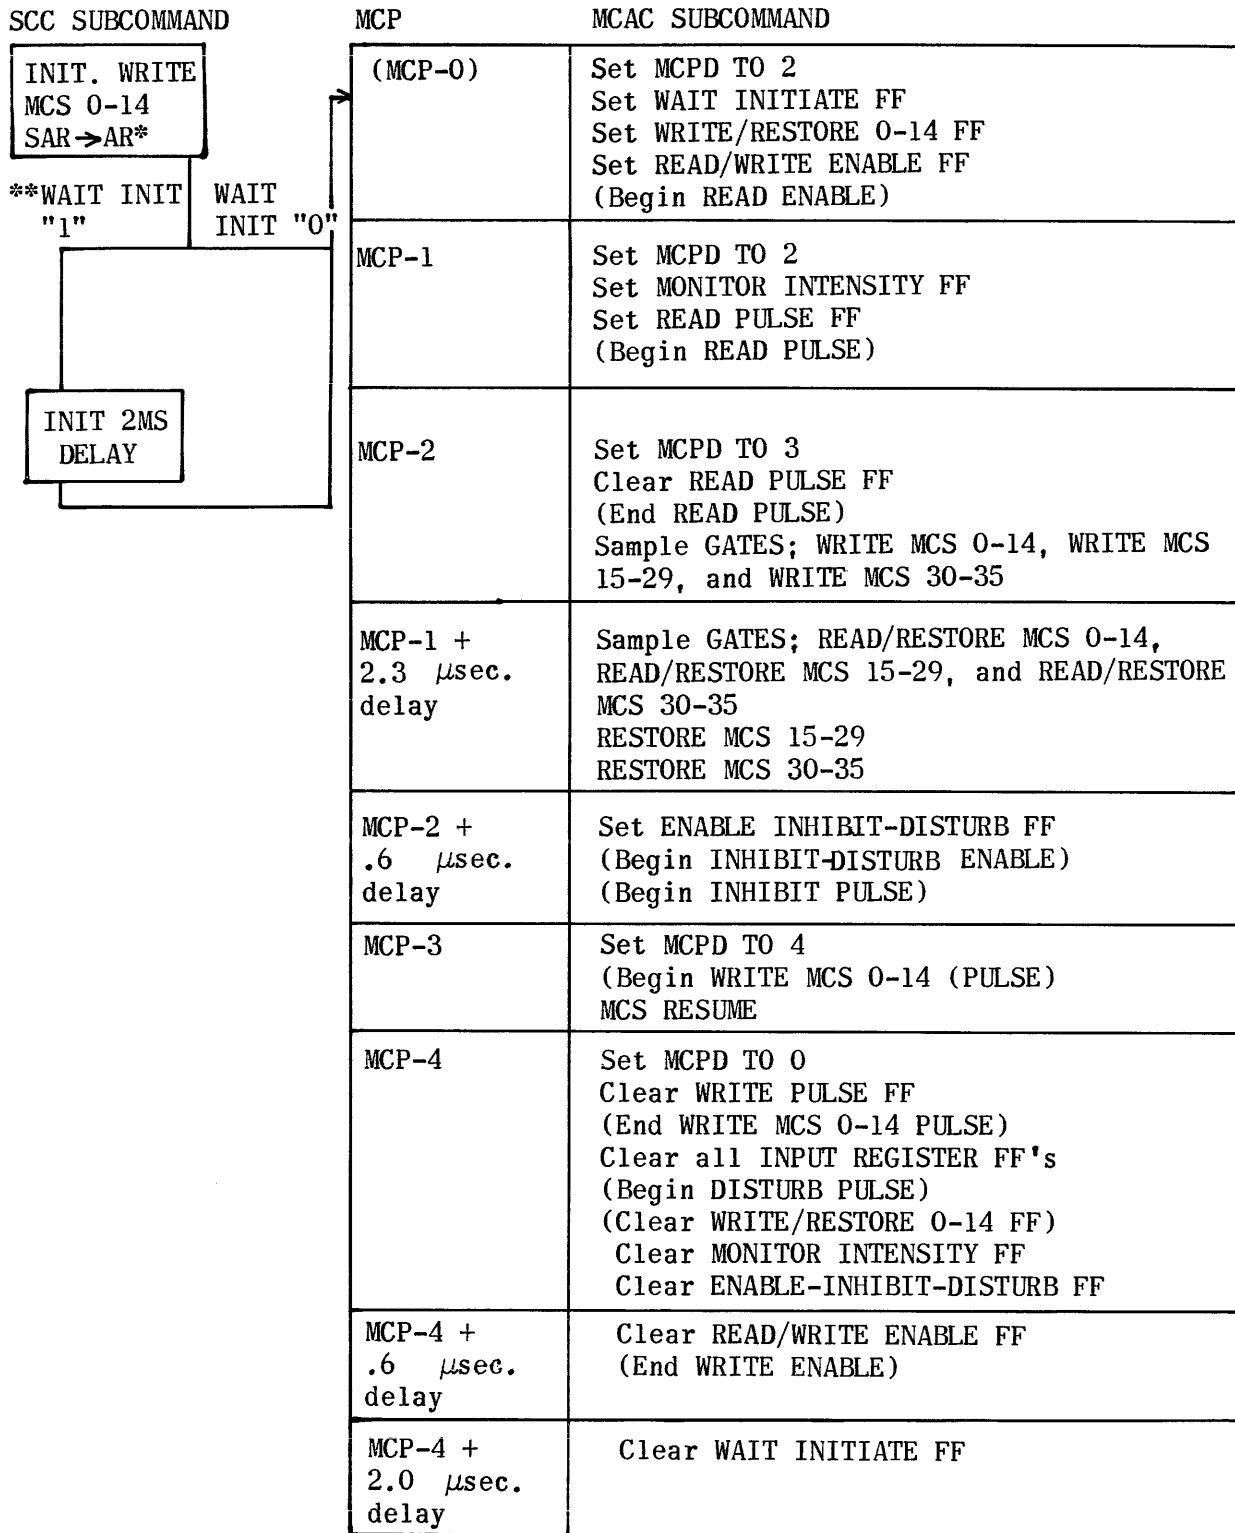 SCC SUBCOMMAND
INIT. WRITE
MCS 0-14
SAR→AR*
**WAIT INIT
"1"
WAIT
INIT "0"
INIT 2MS
DELAY
MCP
MCAC SUBCOMMAND
(MCP-0)
Set MCPD TO 2
Set WAIT INITIATE FF
Set WRITE/RESTORE 0-14 FF
Set READ/WRITE ENABLE FF
(Begin READ ENABLE)
MCP-1
Set MCPD TO 2
Set MONITOR INTENSITY FF
Set READ PULSE FF
(Begin READ PULSE)
MCP-2
Set MCPD TO 3
Clear READ PULSE FF
(End READ PULSE)
Sample GATES; WRITE MCS 0-14, WRITE MCS
15-29, and WRITE MCS 30-35
MCP-1 +
2.3 μsec.
delay
Sample GATES; READ/RESTORE MCS 0-14,
READ/RESTORE MCS 15-29, and READ/RESTORE
MCS 30-35
RESTORE MCS 15-29
RESTORE MCS 30-35
MCP-2 +
.6 μsec.
delay
Set ENABLE INHIBIT-DISTURB FF
(Begin INHIBIT-DISTURB ENABLE)
(Begin INHIBIT PULSE)
MCP-3
Set MCPD TO 4
(Begin WRITE MCS 0-14 (PULSE)
MCS RESUME
MCP-4
Set MCPD TO 0
Clear WRITE PULSE FF
(End WRITE MCS 0-14 PULSE)
Clear all INPUT REGISTER FF's
(Begin DISTURB PULSE)
(Clear WRITE/RESTORE 0-14 FF)
Clear MONITOR INTENSITY FF
Clear ENABLE-INHIBIT-DISTURB FF
MCP-4 +
.6 μsec.
delay
Clear READ/WRITE ENABLE FF
(End WRITE ENABLE)
MCP-4 +
2.0 μsec.
delay
Clear WAIT INITIATE FF